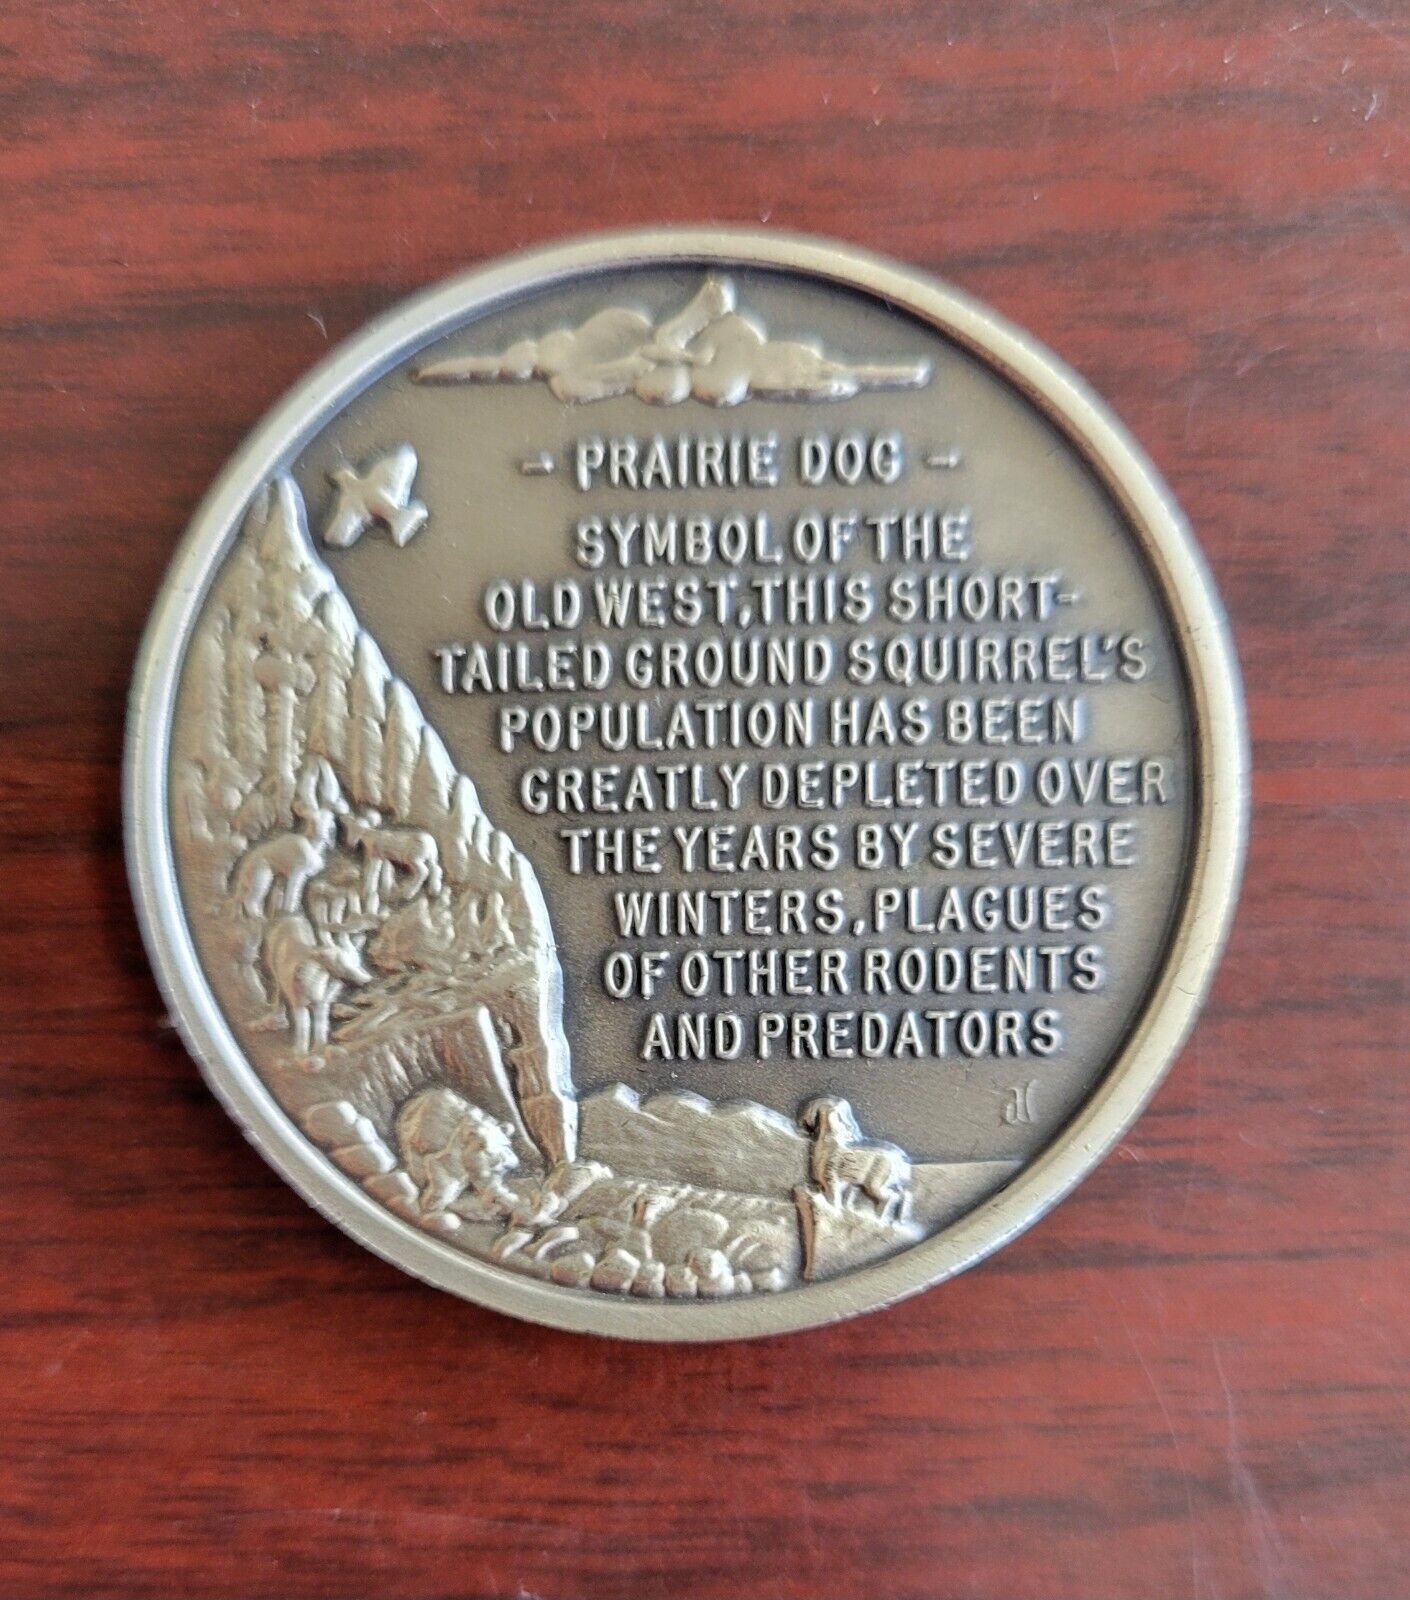 - PRAIRIE DOG -
SYMBOL OF THE
OLD WEST, THIS SHORT-
TAILED GROUND SQUIRREL'S
POPULATION HAS BEEN
GREATLY DEPLETED OVER
THE YEARS BY SEVERE
WINTERS, PLAGUES
OF OTHER RODENTS
AND PREDATORS